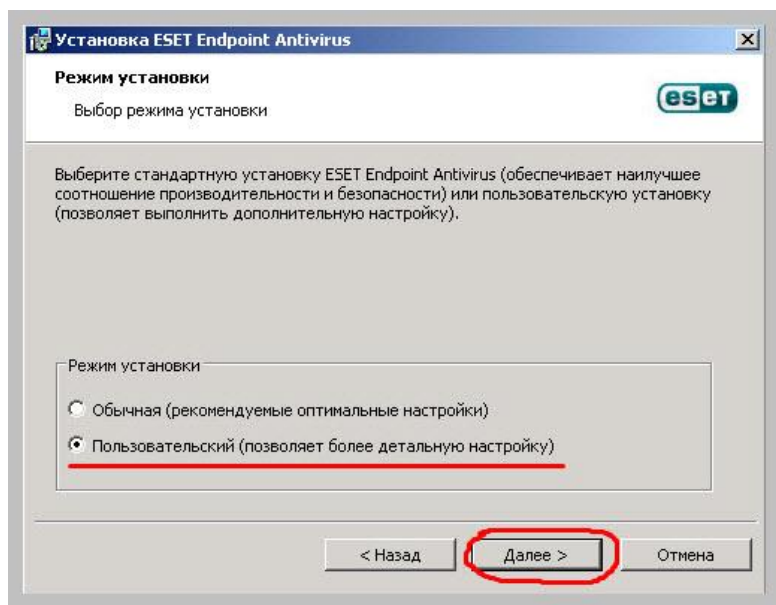 Установка ESET Endpoint Antivirus
Режим установки
Выбор режима установки
eset
Выберите стандартную установку ESET Endpoint Antivirus (обеспечивает наилучшее
соотношение производительности и безопасности) или пользовательскую установку
(позволяет выполнить дополнительную настройку).
Режим установки
Обычная (рекомендуемые оптимальные настройки)
Пользовательский (позволяет более детальную настройку)
< Назад
Далее >
Отмена